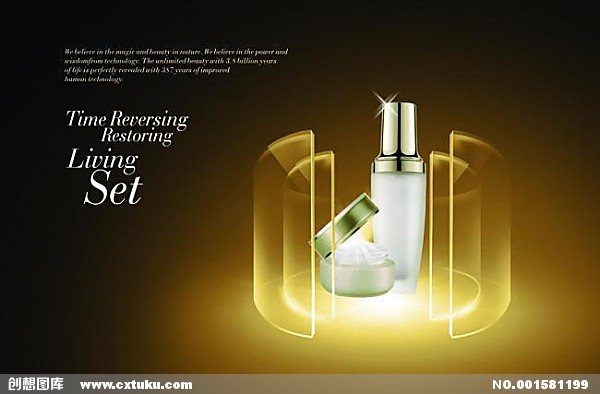 We believe in the magic and beauty in nature. We believe in the power and
wisdomfrom technology. The unlimited beauty with 3.8 billion years
of life is perfectly revealed with 387 years of improved
human technology.
Time Reversing
Restoring
Living
Set
创想图库 www.cxtuku.com
NO.001581199